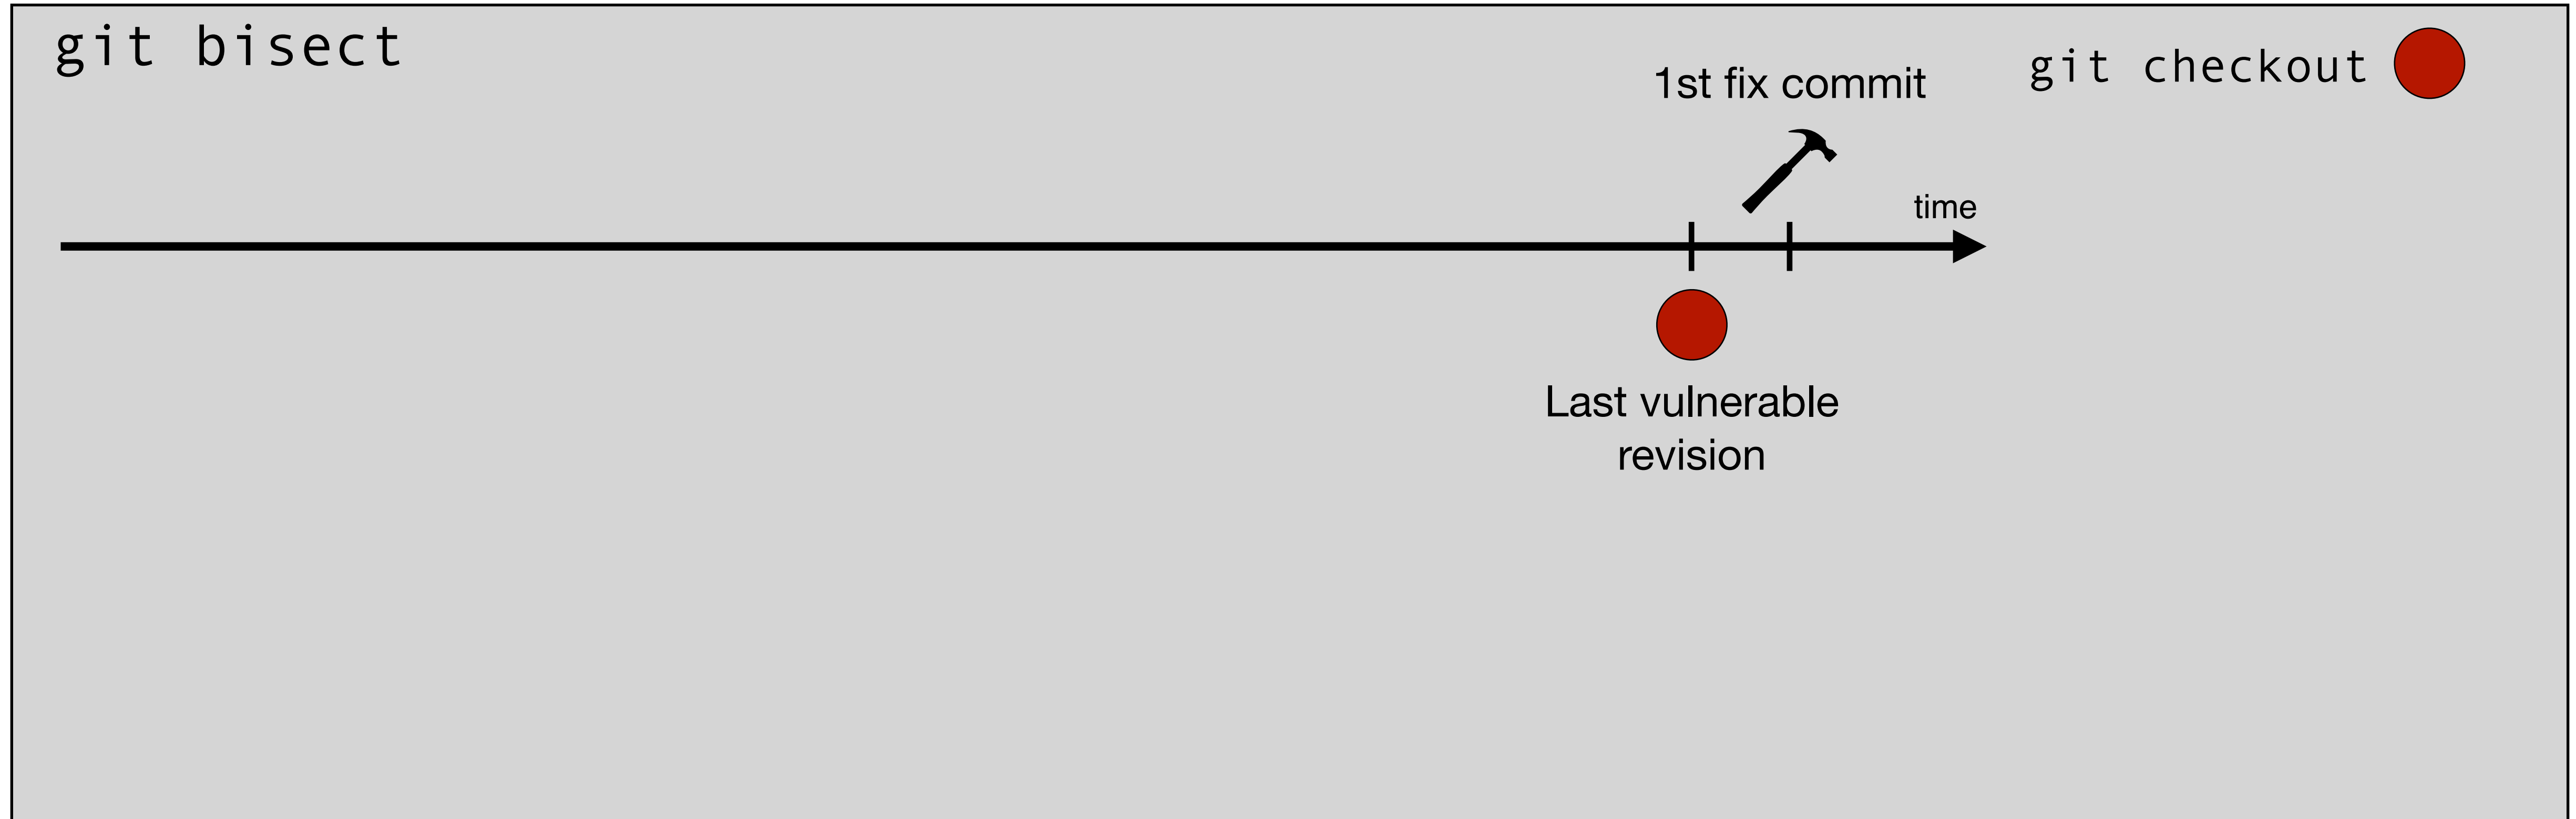 git bisect
git checkout
1st fix commit
time
Last vulnerable
revision